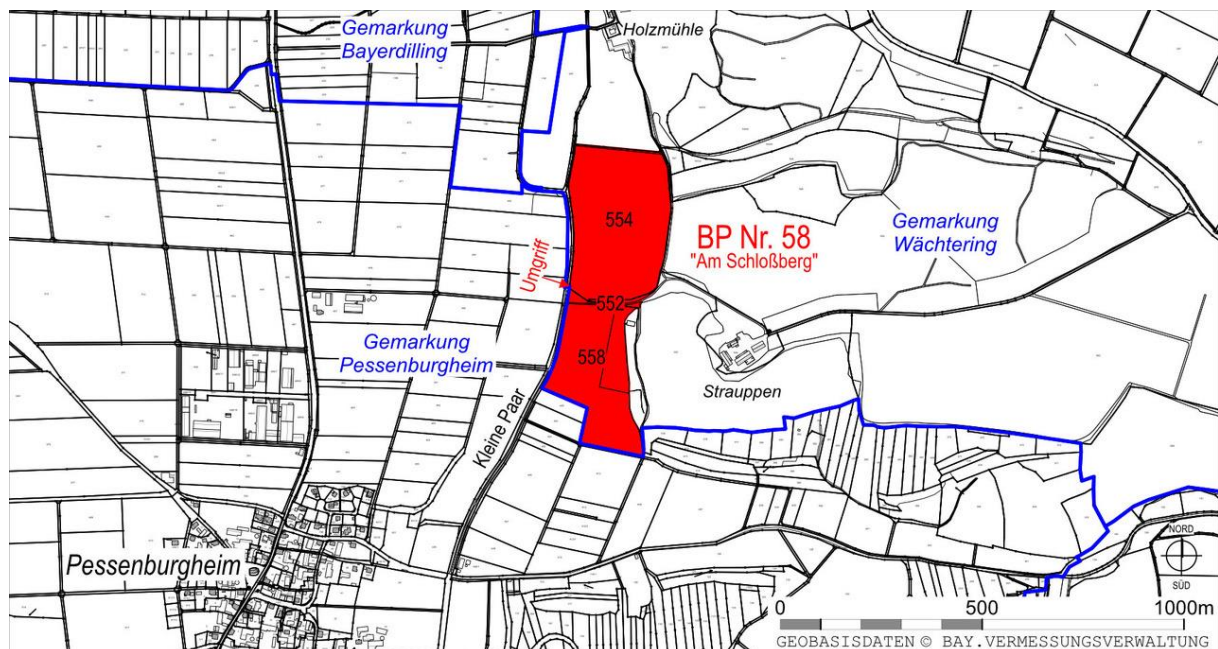 Gemarkung
Bayerdilling
Holzmühle
554
BP Nr. 58
"Am Schloßberg"
Gemarkung
Wächtering
Umgriff
552
Gemarkung
Pessenburgheim
558
Strauppen
Kleine Paar
Pessenburgheim
NORD
SÜD
0 500 1000m
GEOBASISDATEN © BAY.VERMESSUNGSVERWALTUNG